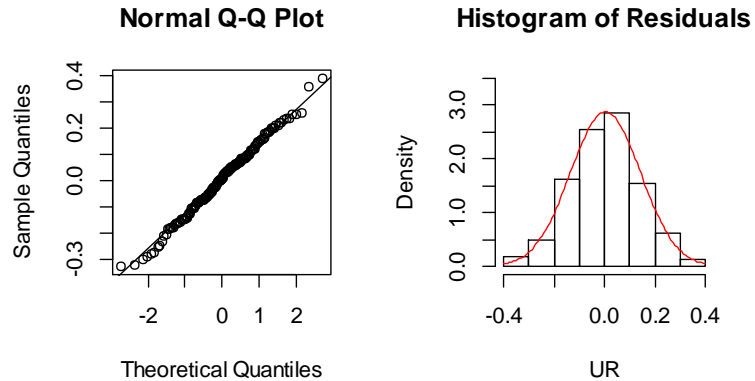 Normal Q-Q Plot
Sample Quantiles
0.4
0.2
0.0
-0.3
-2
0
1
2
Theoretical Quantiles
Histogram of Residuals
Density
3.0
2.0
1.0
0.0
-0.4
0.0
0.2
0.4
UR